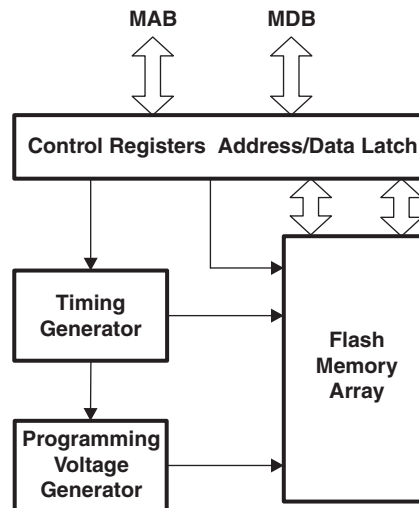 MAB MDB
Control Registers Address/Data Latch
Timing
Generator
Flash
Memory
Array
Programming
Voltage
Generator